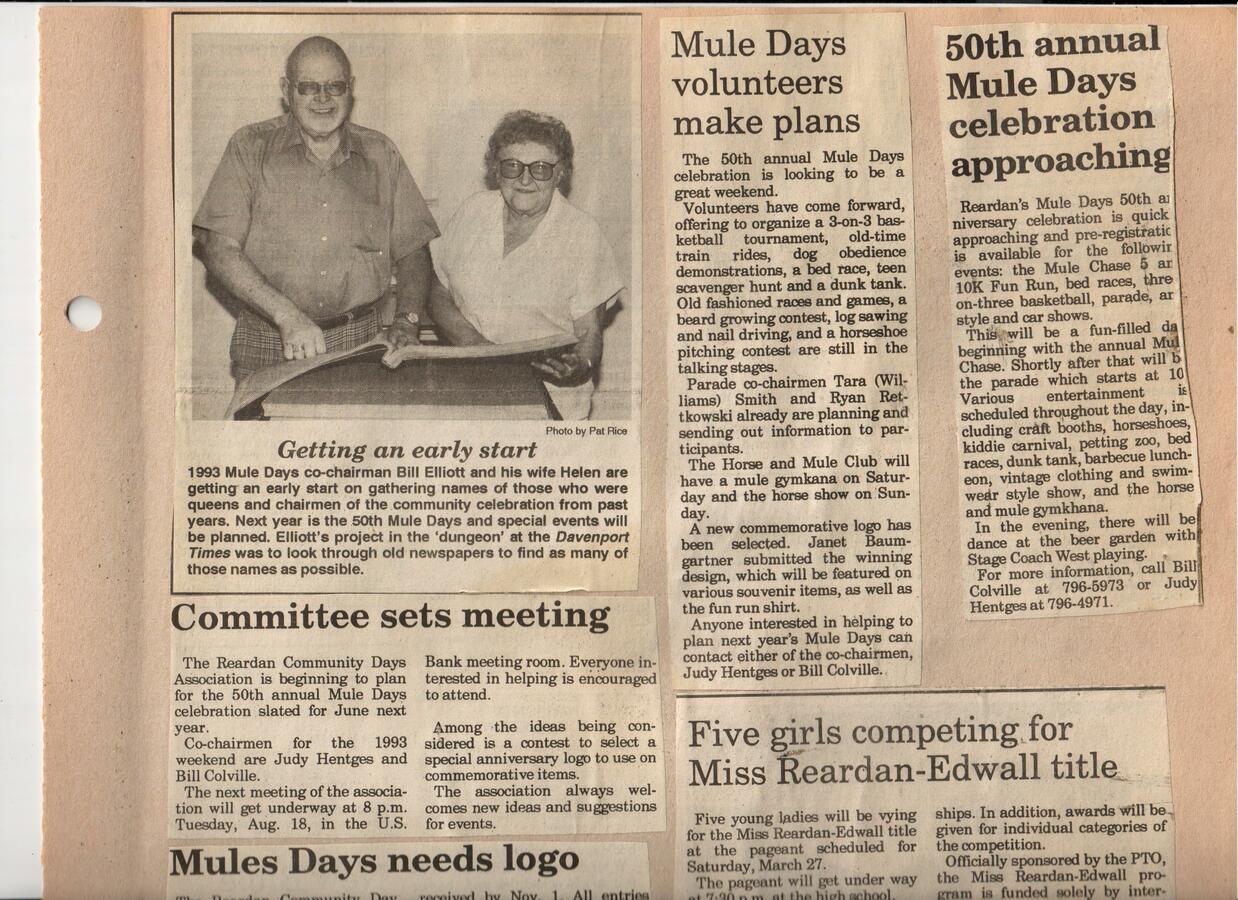 Photo by Pat Rice
Getting an early start
1993 Mule Days co-chairman Bill Elliott and his wife Helen are
getting an early start on gathering names of those who were
queens and chairmen of the community celebration from past
years. Next year is the 50th Mule Days and special events will
be planned. Elliott's project in the 'dungeon' at the Davenport
Times was to look through old newspapers to find as many of
those names as possible.
Committee sets meeting
The Reardan Community Days
Association is beginning to plan
for the 50th annual Mule Days
celebration slated for June next
year.
Co-chairmen for the 1993
weekend are Judy Hentges and
Bill Colville.
The next meeting of the associa-
tion will get underway at 8 p.m.
Tuesday, Aug. 18, in the U.S.
Bank meeting room. Everyone in-
terested in helping is encouraged
to attend.
Among the ideas being con-
sidered is a contest to select a
special anniversary logo to use on
commemorative items.
The association always wel-
comes new ideas and suggestions
for events.
Mules Days needs logo
The Reardan Community Day
received by Nov. 1. All entries
Mule Days
volunteers
make plans
The 50th annual Mule Days
celebration is looking to be a
great weekend.
Volunteers have come forward,
offering to organize a 3-on-3 bas-
ketball tournament, old-time
train rides, dog obedience
demonstrations, a bed race, teen
scavenger hunt and a dunk tank.
Old fashioned races and games, a
beard growing contest, log sawing
and nail driving, and a horseshoe
pitching contest are still in the
talking stages.
Parade co-chairmen Tara (Wil-
liams) Smith and Ryan Ret-
tkowski already are planning and
sending out information to par-
ticipants.
The Horse and Mule Club will
have a mule gymkana on Satur-
day and the horse show on Sun-
day.
A new commemorative logo has
been selected. Janet Baum-
gartner submitted the winning
design, which will be featured on
various souvenir items, as well as
the fun run shirt.
Anyone interested in helping to
plan next year's Mule Days can
contact either of the co-chairmen,
Judy Hentges or Bill Colville.
50th annual
Mule Days
celebration
approaching
Reardan's Mule Days 50th a
niversary celebration is quick
approaching and pre-registratic
is available for the followir
events: the Mule Chase 5 ar
10K Fun Run, bed races, thre
on-three basketball, parade, ar
style and car shows.
This will be a fun-filled da
beginning with the annual Mul
Chase. Shortly after that will b
the parade which starts at 10
Various entertainment is
scheduled throughout the day, in-
cluding craft booths, horseshoes,
kiddie carnival, petting zoo, bed
races, dunk tank, barbecue lunch-
eon, vintage clothing and swim-
wear style show, and the horse
and mule gymkhana.
In the evening, there will be
dance at the beer garden with
Stage Coach West playing.
For more information, call Bill
Colville at 796-5973 or Judy
Hentges at 796-4971.
Five girls competing for
Miss Reardan-Edwall title
Five young ladies will be vying
for the Miss Reardan-Edwall title
at the pageant scheduled for
Saturday, March 27.
The pageant will get under way
at 7:30 p.m. at the high school.
ships. In addition, awards will be
given for individual categories of
the competition.
Officially sponsored by the PTO,
the Miss Reardan-Edwall pro-
gram is funded solely by inter-